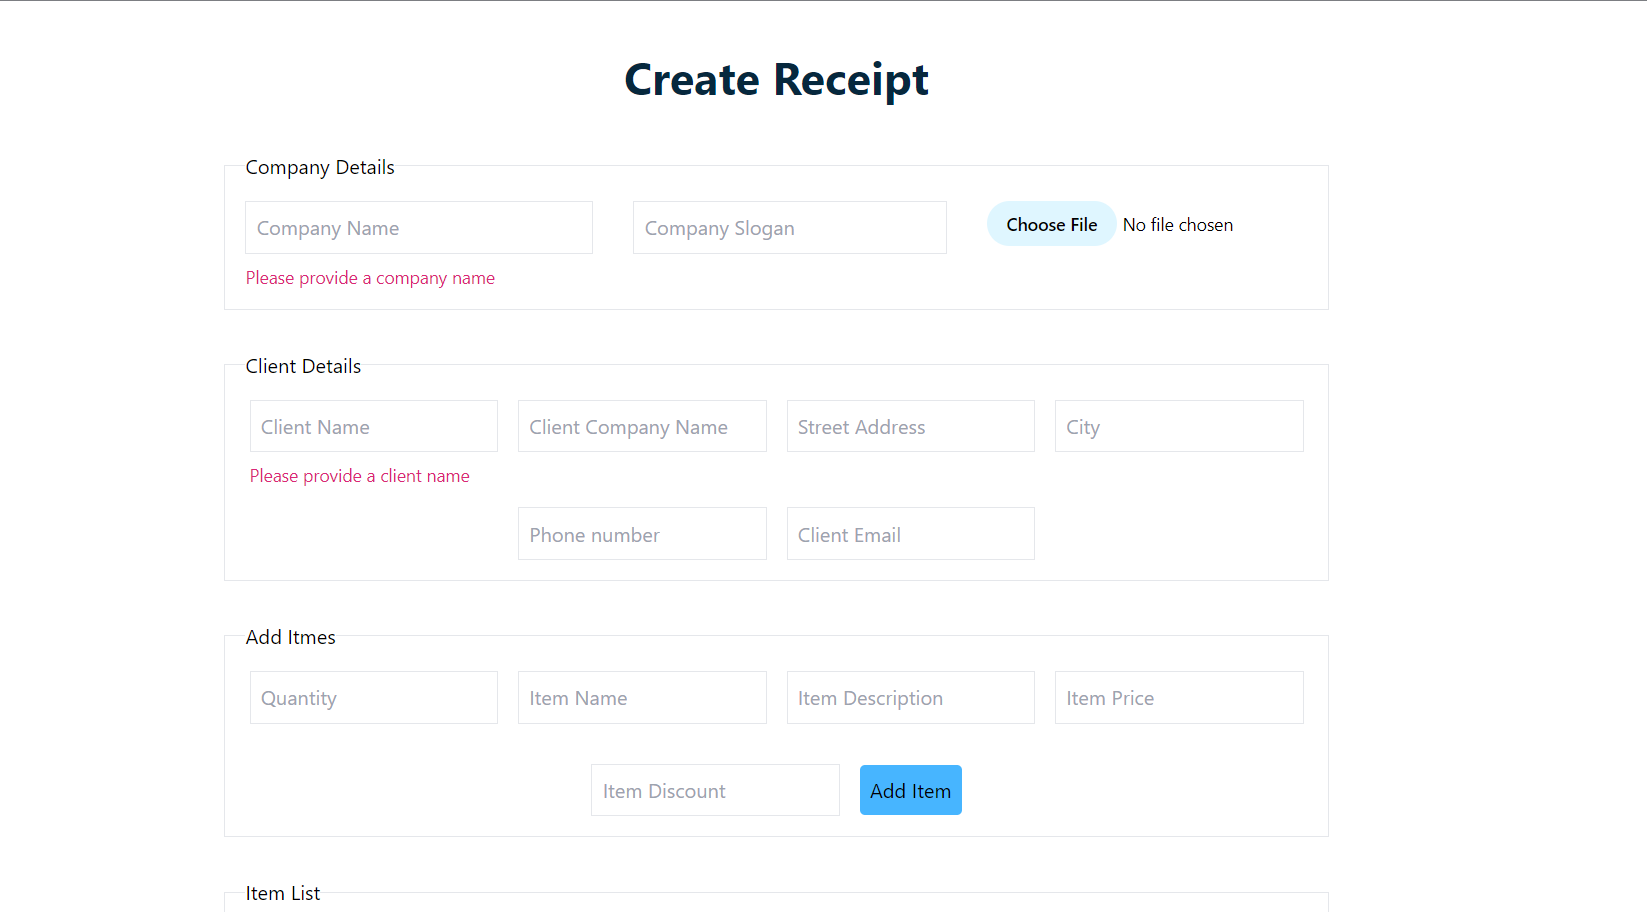 Create Receipt
Company Details
Company Name
Company Slogan
Choose File No file chosen
Please provide a company name
Client Details
Client Name
Client Company Name
Street Address
City
Please provide a client name
Phone number
Client Email
Add Itmes
Quantity
Item Name
Item Description
Item Price
Item Discount
Add Item
Item List